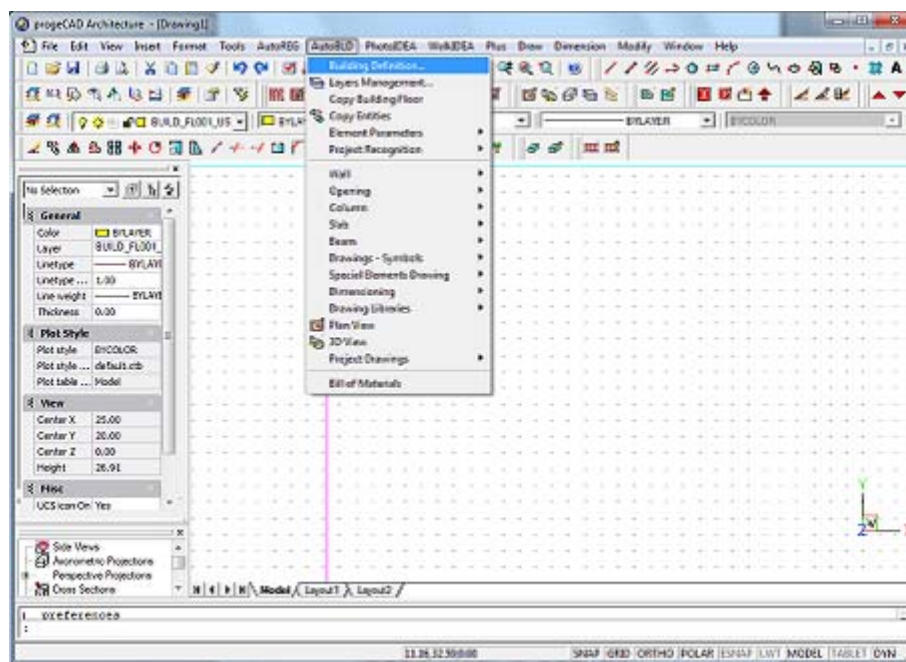 progeCAD Architecture - [Drawing1]
File Edit View Insert Format Tools AutoREG AutoBLD PhotoIDEA WalkIDEA Plus Draw Dimension Modify Window Help
Building Definition...
Layers Management...
Copy Building Floor
BUILD_FL001_US
BYLAYER
BYCOLOR
Copy Entities
Element Parameters
Project Recognition
No Selection
Wall
Opening
General
Column
Color BYLAYER
Slab
Layer BUILD_FL001_
Beam
Linetype BYLAYE
Drawings - Symbols
Linetype ... 1.00
Special Elements Drawing
Line weight BYLAYE
Dimensioning
Thickness 0.00
Drawing Libraries
Plot Style
Plan View
Plot style BYCOLOR
3D View
Plot style ... default.ctb
Project Drawings
Plot table ... Model
Bill of Materials
View
Center X 25.00
Center Y 20.00
Center Z 0.00
Height 26.91
Misc
UCS icon On Yes
Y
Z
Side Views
Axonometric Projections
Perspective Projections
Cross Sections
Model Layout1 Layout2
: preferences
:
SNAP GRID ORTHO POLAR ESNAP LWT MODEL TABLET DYN